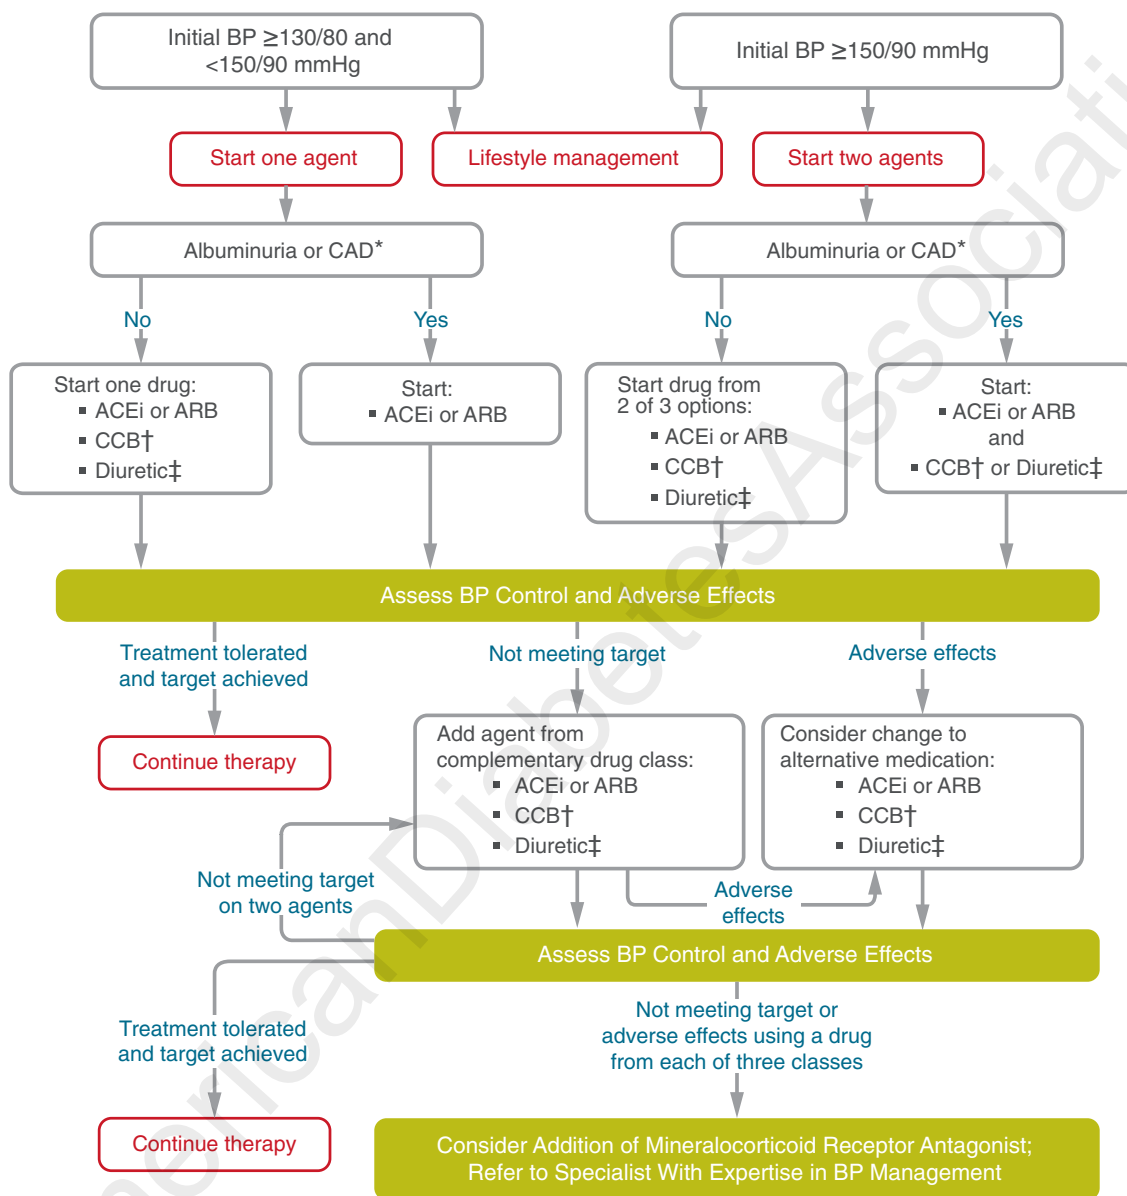 Initial BP ≥130/80 and
<150/90 mmHg
Initial BP ≥150/90 mmHg
Start one agent
Lifestyle management
Start two agents
Albuminuria or CAD*
Albuminuria or CAD*
No
Yes
No
Yes
Start one drug:
▪ ACEi or ARB
▪ CCB†
▪ Diuretic‡
Start:
▪ ACEi or ARB
Start drug from
2 of 3 options:
▪ ACEi or ARB
▪ CCB†
▪ Diuretic‡
Start:
▪ ACEi or ARB
and
▪ CCB† or Diuretic‡
Assess BP Control and Adverse Effects
Treatment tolerated
and target achieved
Not meeting target
Adverse effects
Continue therapy
Add agent from
complementary drug class:
▪ ACEi or ARB
▪ CCB†
▪ Diuretic‡
Consider change to
alternative medication:
▪ ACEi or ARB
▪ CCB†
▪ Diuretic‡
Not meeting target
on two agents
Adverse
effects
Assess BP Control and Adverse Effects
Treatment tolerated
and target achieved
Not meeting target or
adverse effects using a drug
from each of three classes
Continue therapy
Consider Addition of Mineralocorticoid Receptor Antagonist;
Refer to Specialist With Expertise in BP Management
mericanDiabetesAssociati